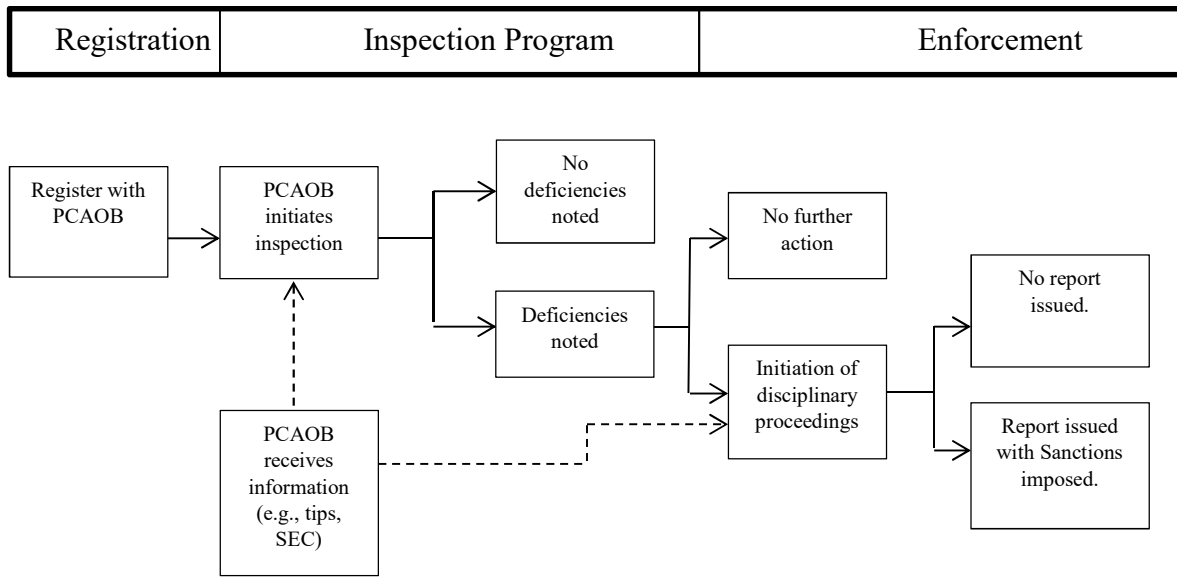 Registration
Inspection Program
Enforcement
Register with
PCAOB
PCAOB
initiates
inspection
No
deficiencies
noted
Deficiencies
noted
No further
action
Initiation of
disciplinary
proceedings
No report
issued.
Report issued
with Sanctions
imposed.
PCAOB
receives
information
(e.g., tips,
SEC)